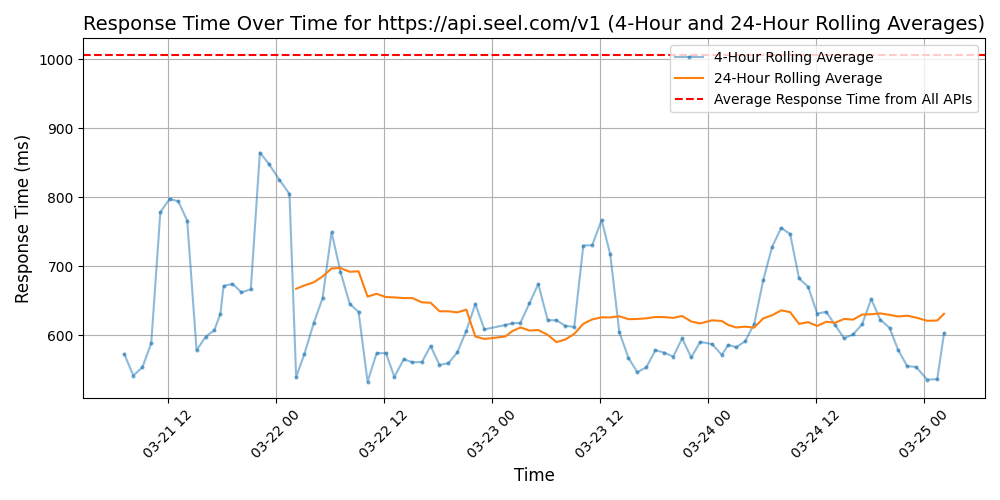 Response Time Over Time for https://api.seel.com/v1 (4-Hour and 24-Hour Rolling Averages)
4-Hour Rolling Average
24-Hour Rolling Average
Average Response Time from All APIs
Response Time (ms)
1000
900
800
700
600
03-21 12
03-22 00
03-22 12
03-23 00
03-23 12
03-24 00
03-24 12
03-25 00
Time